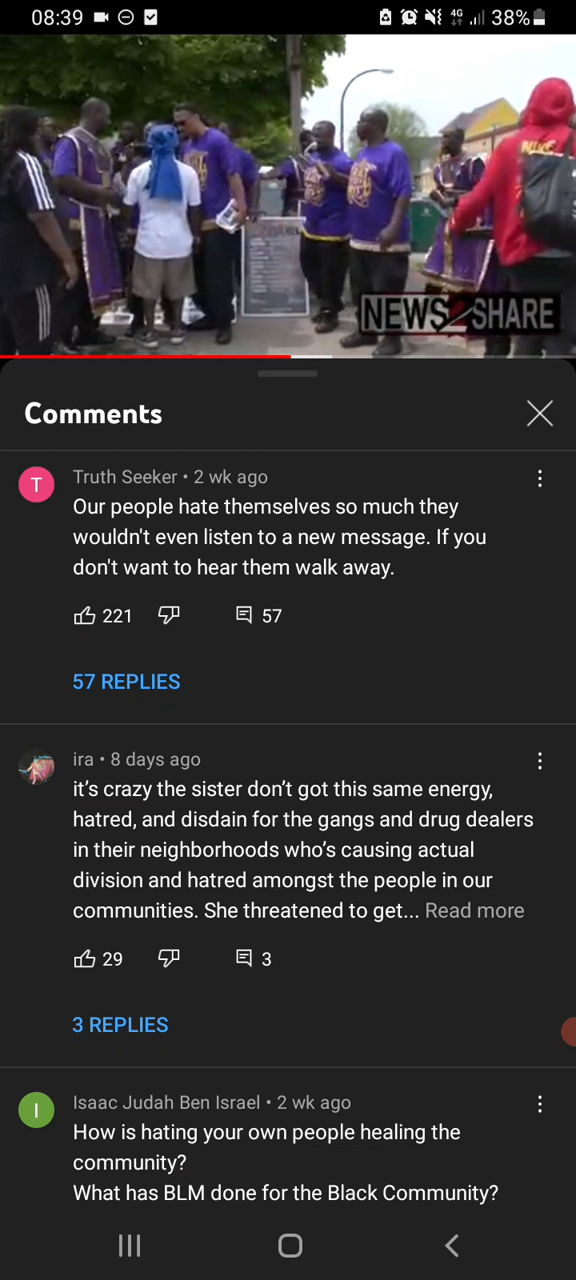 08:39
4G
38%
NIKE
NEWS2SHARE
Comments
T
Truth Seeker • 2 wk ago
Our people hate themselves so much they
wouldn't even listen to a new message. If you
don't want to hear them walk away.
221
57
57 REPLIES
ira • 8 days ago
it's crazy the sister don't got this same energy,
hatred, and disdain for the gangs and drug dealers
in their neighborhoods who's causing actual
division and hatred amongst the people in our
communities. She threatened to get... Read more
29
3
3 REPLIES
I
Isaac Judah Ben Israel • 2 wk ago
How is hating your own people healing the
community?
What has BLM done for the Black Community?